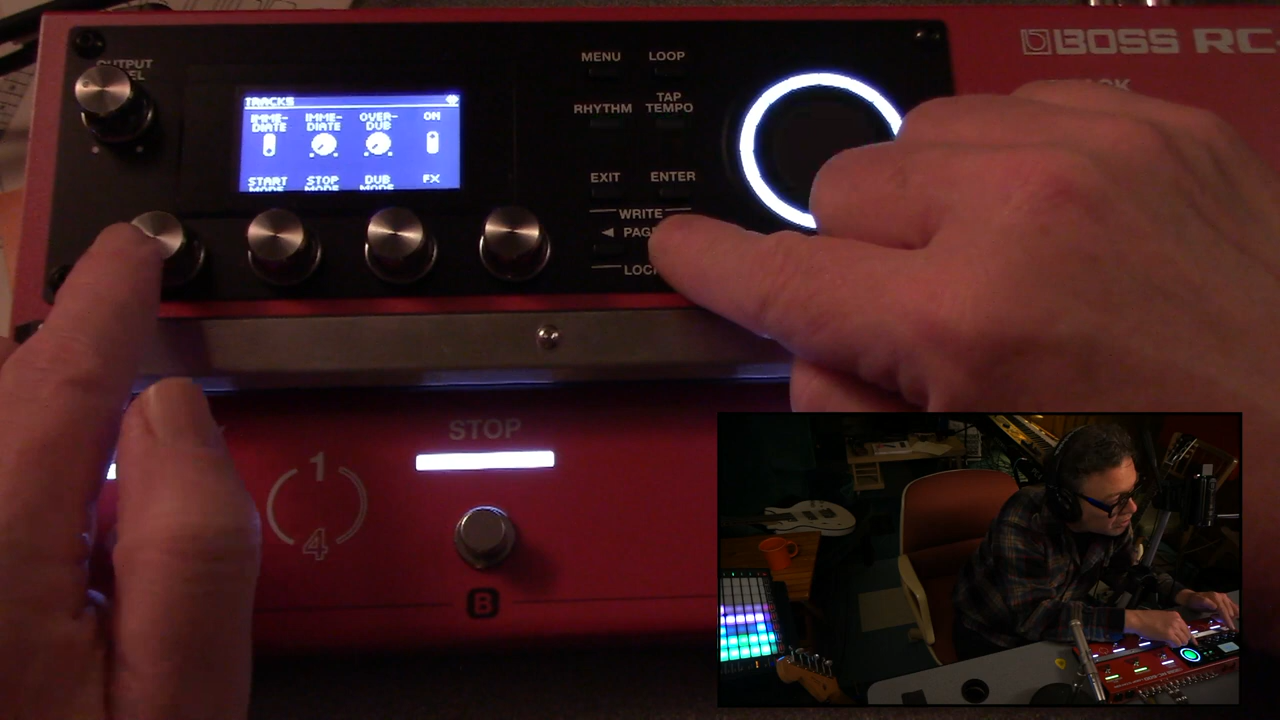 OUTPUT
MENU
LOOP
BOSS RC
TRACKS
RHYTHM
TAP
TEMPO
IMME-
DIATE
IMME-
DIATE
OVER-
DUB
ON
START
MODE
STOP
MODE
DUB
MODE
FX
EXIT
ENTER
WRITE
◄
STOP
1
4
B